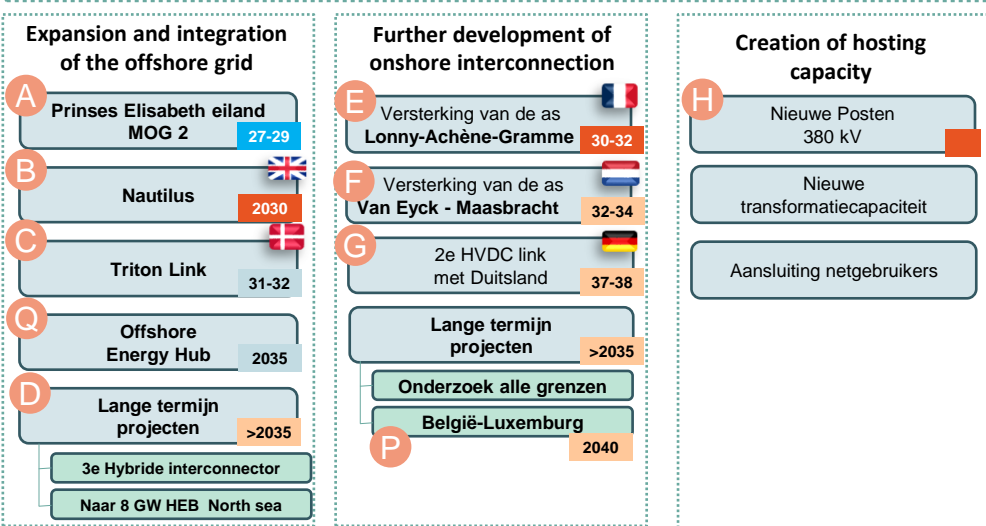 Expansion and integration
of the offshore grid
A
Prinses Elisabeth eiland
MOG 2
27-29
B
Nautilus
2030
C
Triton Link
31-32
Q
Offshore
Energy Hub
2035
D
Lange termijn
projecten
>2035
3e Hybride interconnector
Naar 8 GW HEB North sea
Further development of
onshore interconnection
E
Versterking van de as
Lonny-Achène-Gramme
30-32
F
Versterking van de as
Van Eyck - Maasbracht
32-34
G
2e HVDC link
met Duitsland
37-38
Lange termijn
projecten
>2035
Onderzoek alle grenzen
België-Luxemburg
P
2040
Creation of hosting
capacity
H
Nieuwe Posten
380 kV
Nieuwe
transformatiecapaciteit
Aansluiting netgebruikers